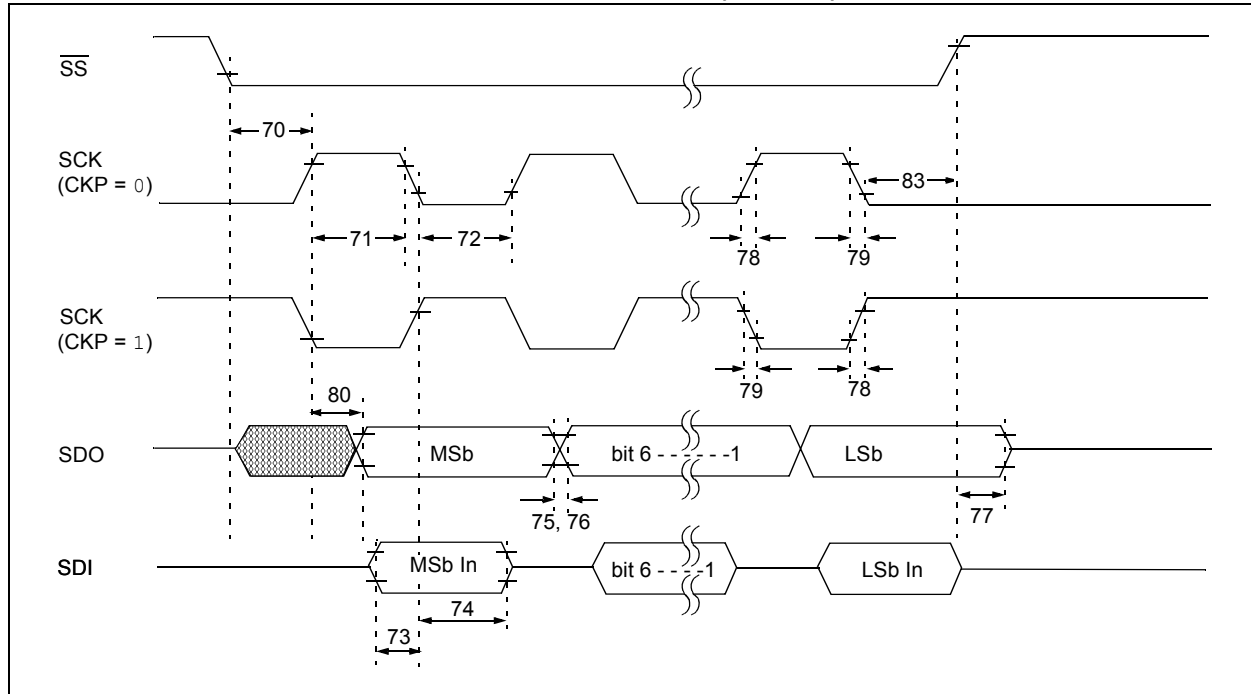 SS
70
SCK
(CKP = 0)
83
71
72
78
79
SCK
(CKP = 1)
79
78
80
SDO
MSb
bit 6 - - - - - - -1
LSb
75, 76
77
SDI
MSb In
bit 6 - - - - -1
LSb In
74
73